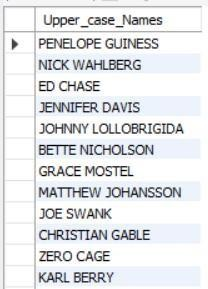 Upper_case_Names
PENELOPE GUINESS
NICK WAHLBERG
ED CHASE
JENNIFER DAVIS
JOHNNY LOLLOBRIGIDA
BETTE NICHOLSON
GRACE MOSTEL
MATTHEW JOHANSSON
JOE SWANK
CHRISTIAN GABLE
ZERO CAGE
KARL BERRY